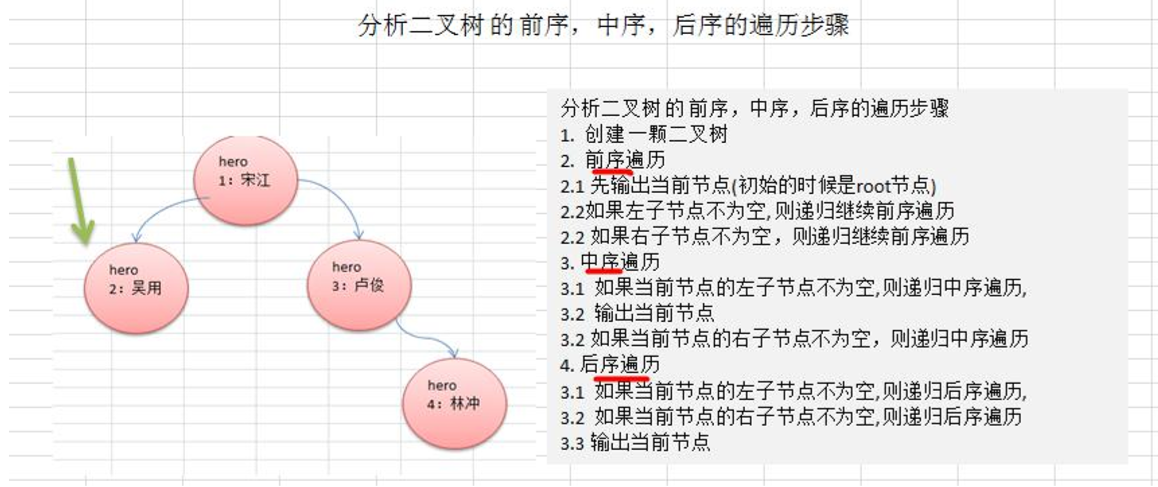 分析二叉树的前序，中序，后序的遍历步骤
hero
1：宋江
hero
2：吴用
hero
3：卢俊
hero
4：林冲
分析二叉树的前序，中序，后序的遍历步骤
1. 创建一颗二叉树
2. 前序遍历
2.1 先输出当前节点(初始的时候是root节点)
2.2如果左子节点不为空,则递归继续前序遍历
2.2 如果右子节点不为空，则递归继续前序遍历
3. 中序遍历
3.1 如果当前节点的左子节点不为空,则递归中序遍历,
3.2 输出当前节点
3.2 如果当前节点的右子节点不为空，则递归中序遍历
4. 后序遍历
3.1 如果当前节点的左子节点不为空,则递归后序遍历,
3.2 如果当前节点的右子节点不为空,则递归后序遍历
3.3 输出当前节点